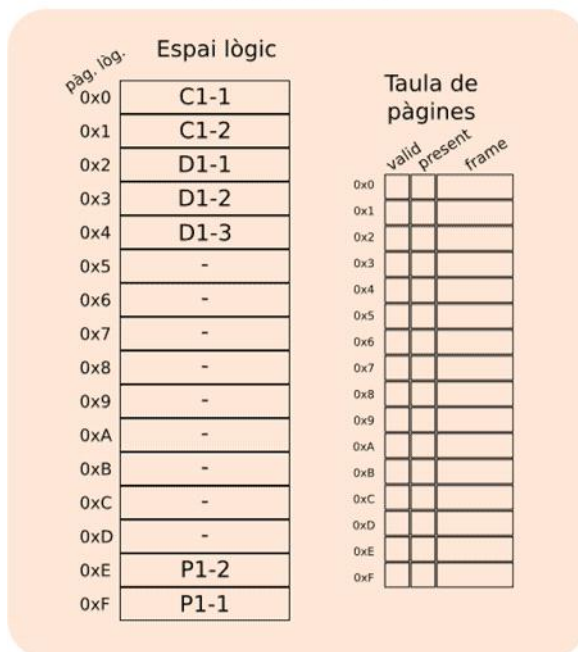 Espai lògic
pàg. lòg.
0x0 C1-1
0x1 C1-2
0x2 D1-1
0x3 D1-2
0x4 D1-3
0x5 -
0x6 -
0x7 -
0x8 -
0x9 -
0xA -
0xB -
0xC -
0xD -
0xE P1-2
0xF P1-1
Taula de
pàgines
valid present frame
0x0
0x1
0x2
0x3
0x4
0x5
0x6
0x7
0x8
0x9
0xA
0xB
0xC
0xD
0xE
0xF